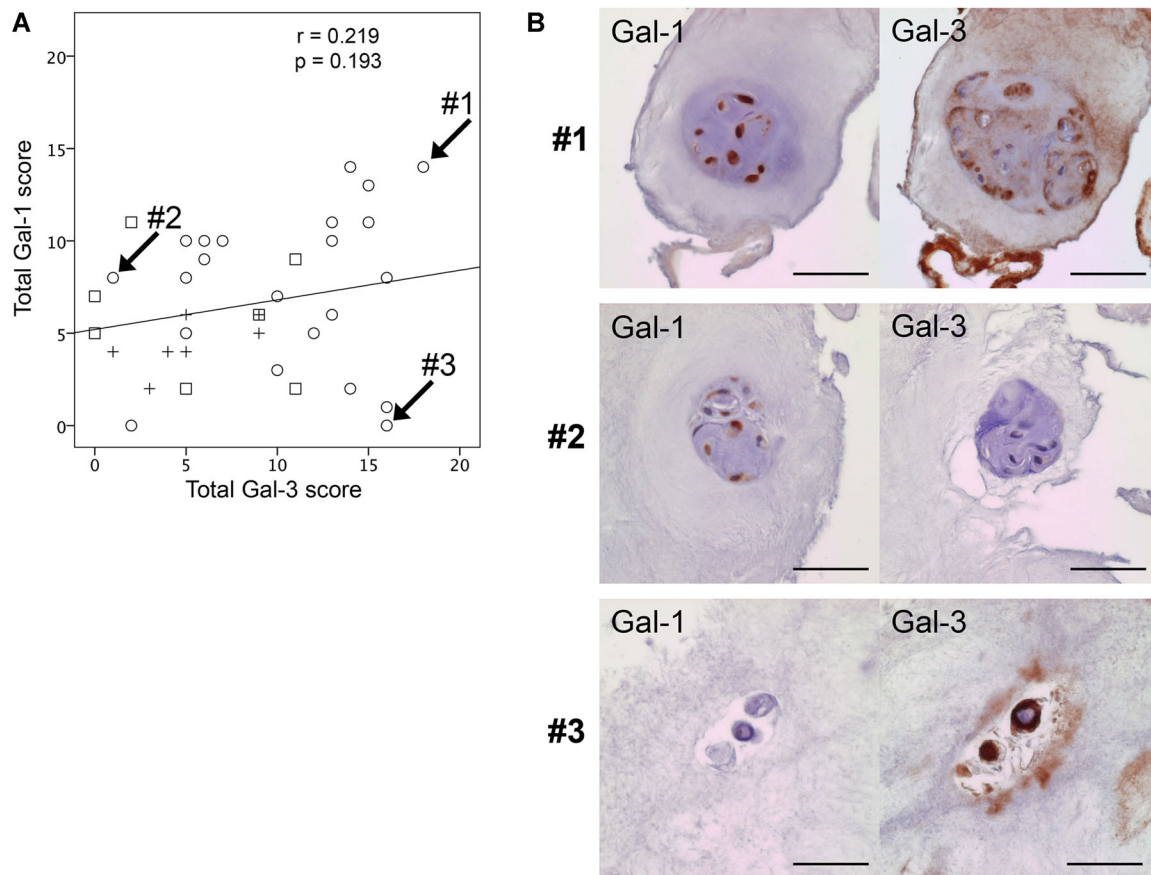 A
r = 0.219
p = 0.193
#1
#2
#3
20
15
10
5
0
Total Gal-1 score
0 5 10 15 20
Total Gal-3 score
B
#1
Gal-1 Gal-3
#2
Gal-1 Gal-3
#3
Gal-1 Gal-3